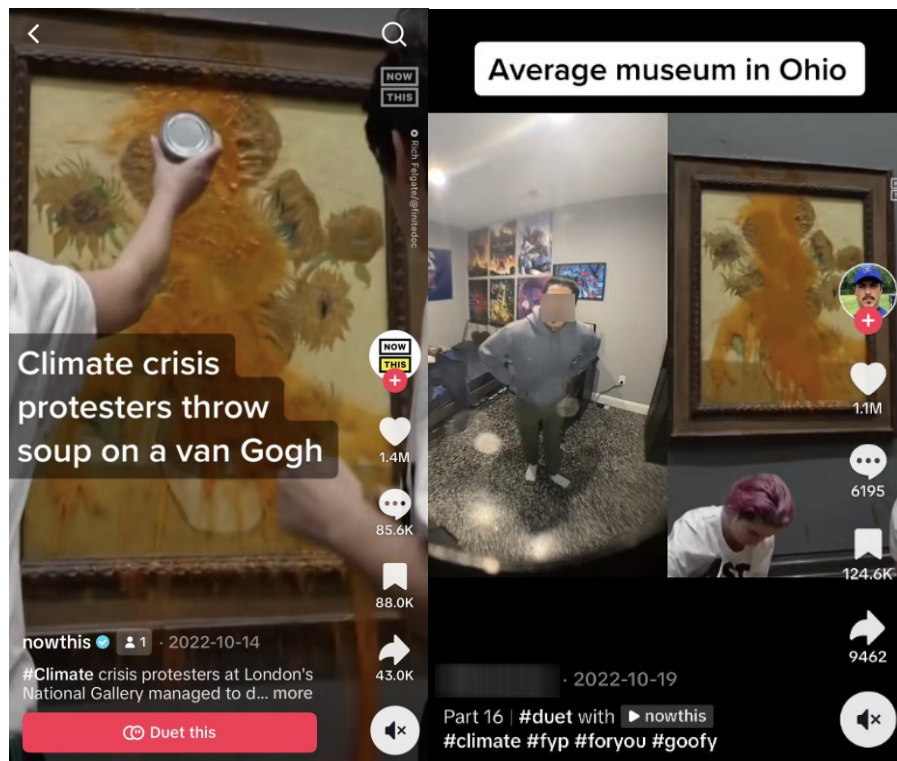 NOW
THIS
Rich Felgate/@finitedoc
NOW
THIS
Climate crisis
protesters throw
soup on a van Gogh
1.4M
85.6K
88.0K
nowthis 1 · 2022-10-14
43.0K
#Climate crisis protesters at London's
National Gallery managed to d... more
Duet this
Average museum in Ohio
1.1M
6195
124.6K
9462
· 2022-10-19
Part 16 | #duet with nowthis
#climate #fyp #foryou #goofy